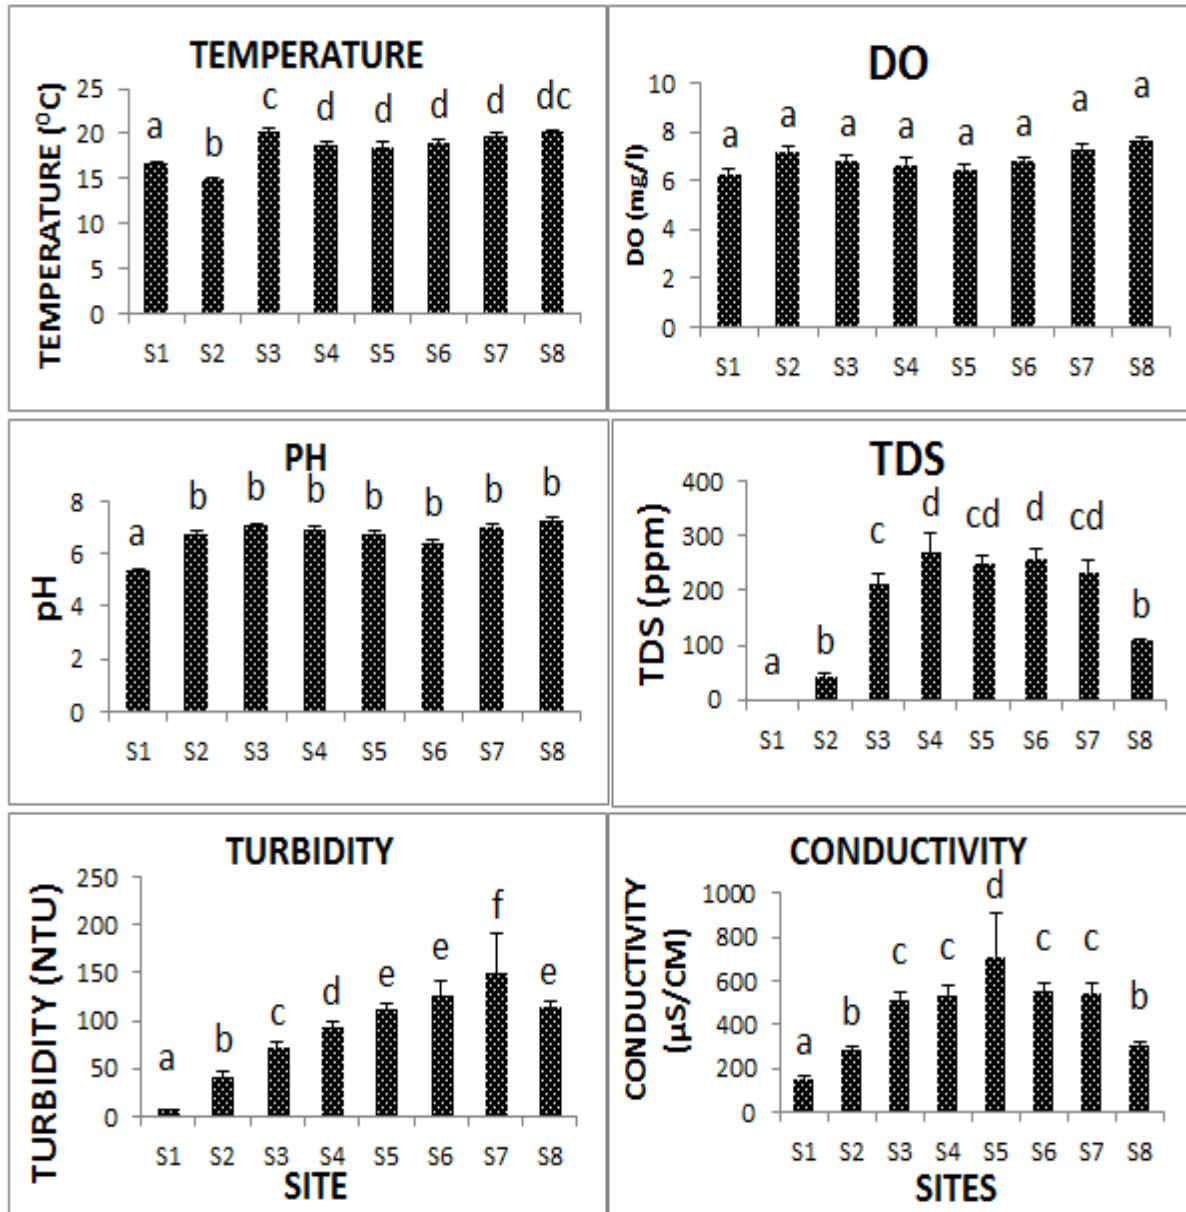 TEMPERATURE
TEMPERATURE (⁰C)
25
20
15
10
5
0
a b c d d d d dc
S1 S2 S3 S4 S5 S6 S7 S8
DO
DO (mg/l)
10
8
6
4
2
0
a a a a a a a a
S1 S2 S3 S4 S5 S6 S7 S8
PH
pH
8
6
4
2
0
a b b b b b b b
S1 S2 S3 S4 S5 S6 S7 S8
TDS
TDS (ppm)
400
300
200
100
0
a b c d cd d cd b
S1 S2 S3 S4 S5 S6 S7 S8
TURBIDITY
TURBIDITY (NTU)
250
200
150
100
50
0
a b c d e e f e
S1 S2 S3 S4 S5 S6 S7 S8
SITE
CONDUCTIVITY
CONDUCTIVITY
(µS/CM)
1000
800
600
400
200
0
a b c c d c c b
S1 S2 S3 S4 S5 S6 S7 S8
SITES